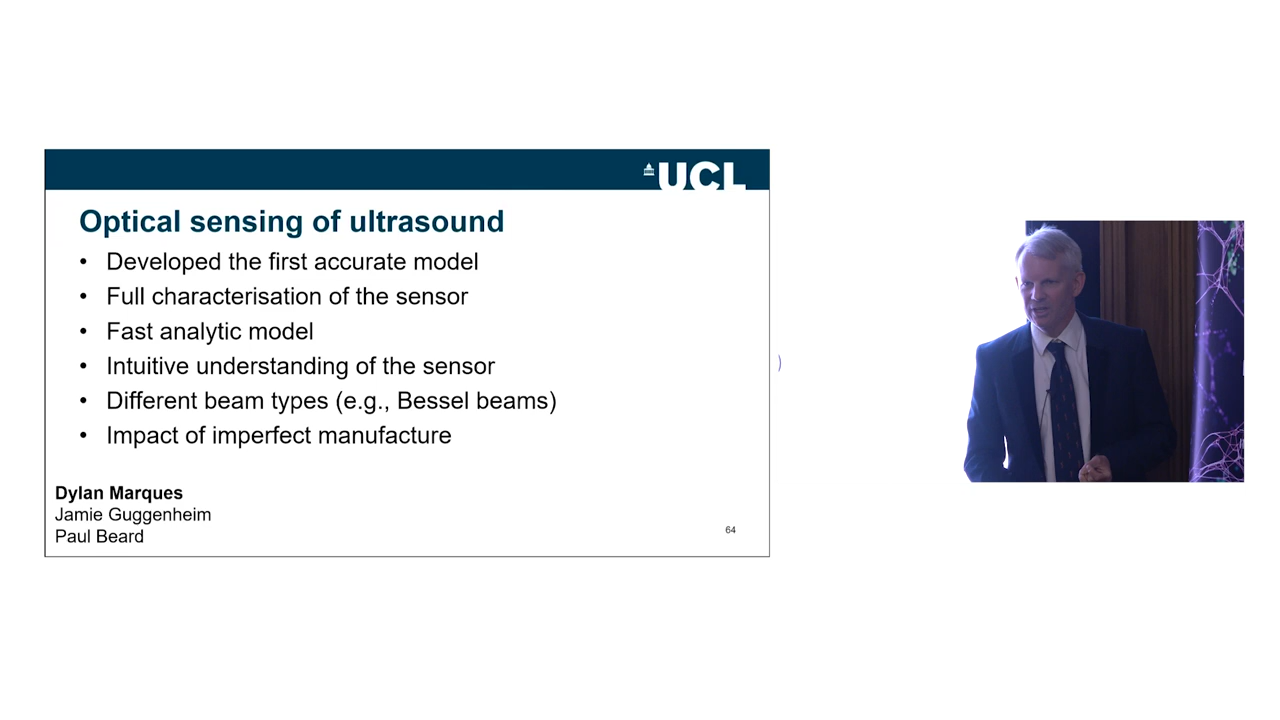 UCL
Optical sensing of ultrasound
• Developed the first accurate model
• Full characterisation of the sensor
• Fast analytic model
• Intuitive understanding of the sensor
• Different beam types (e.g., Bessel beams)
• Impact of imperfect manufacture
Dylan Marques
Jamie Guggenheim
Paul Beard
64